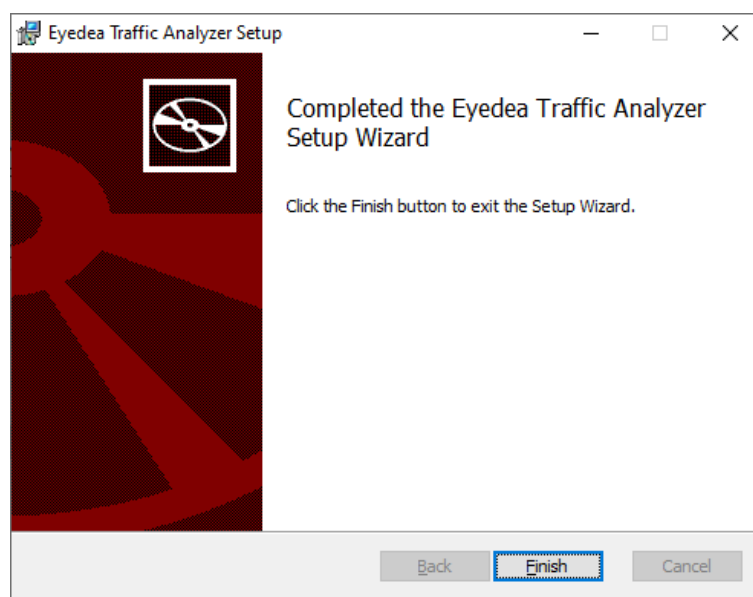 Eyedea Traffic Analyzer Setup
Completed the Eyedea Traffic Analyzer
Setup Wizard
Click the Finish button to exit the Setup Wizard.
Back
Finish
Cancel